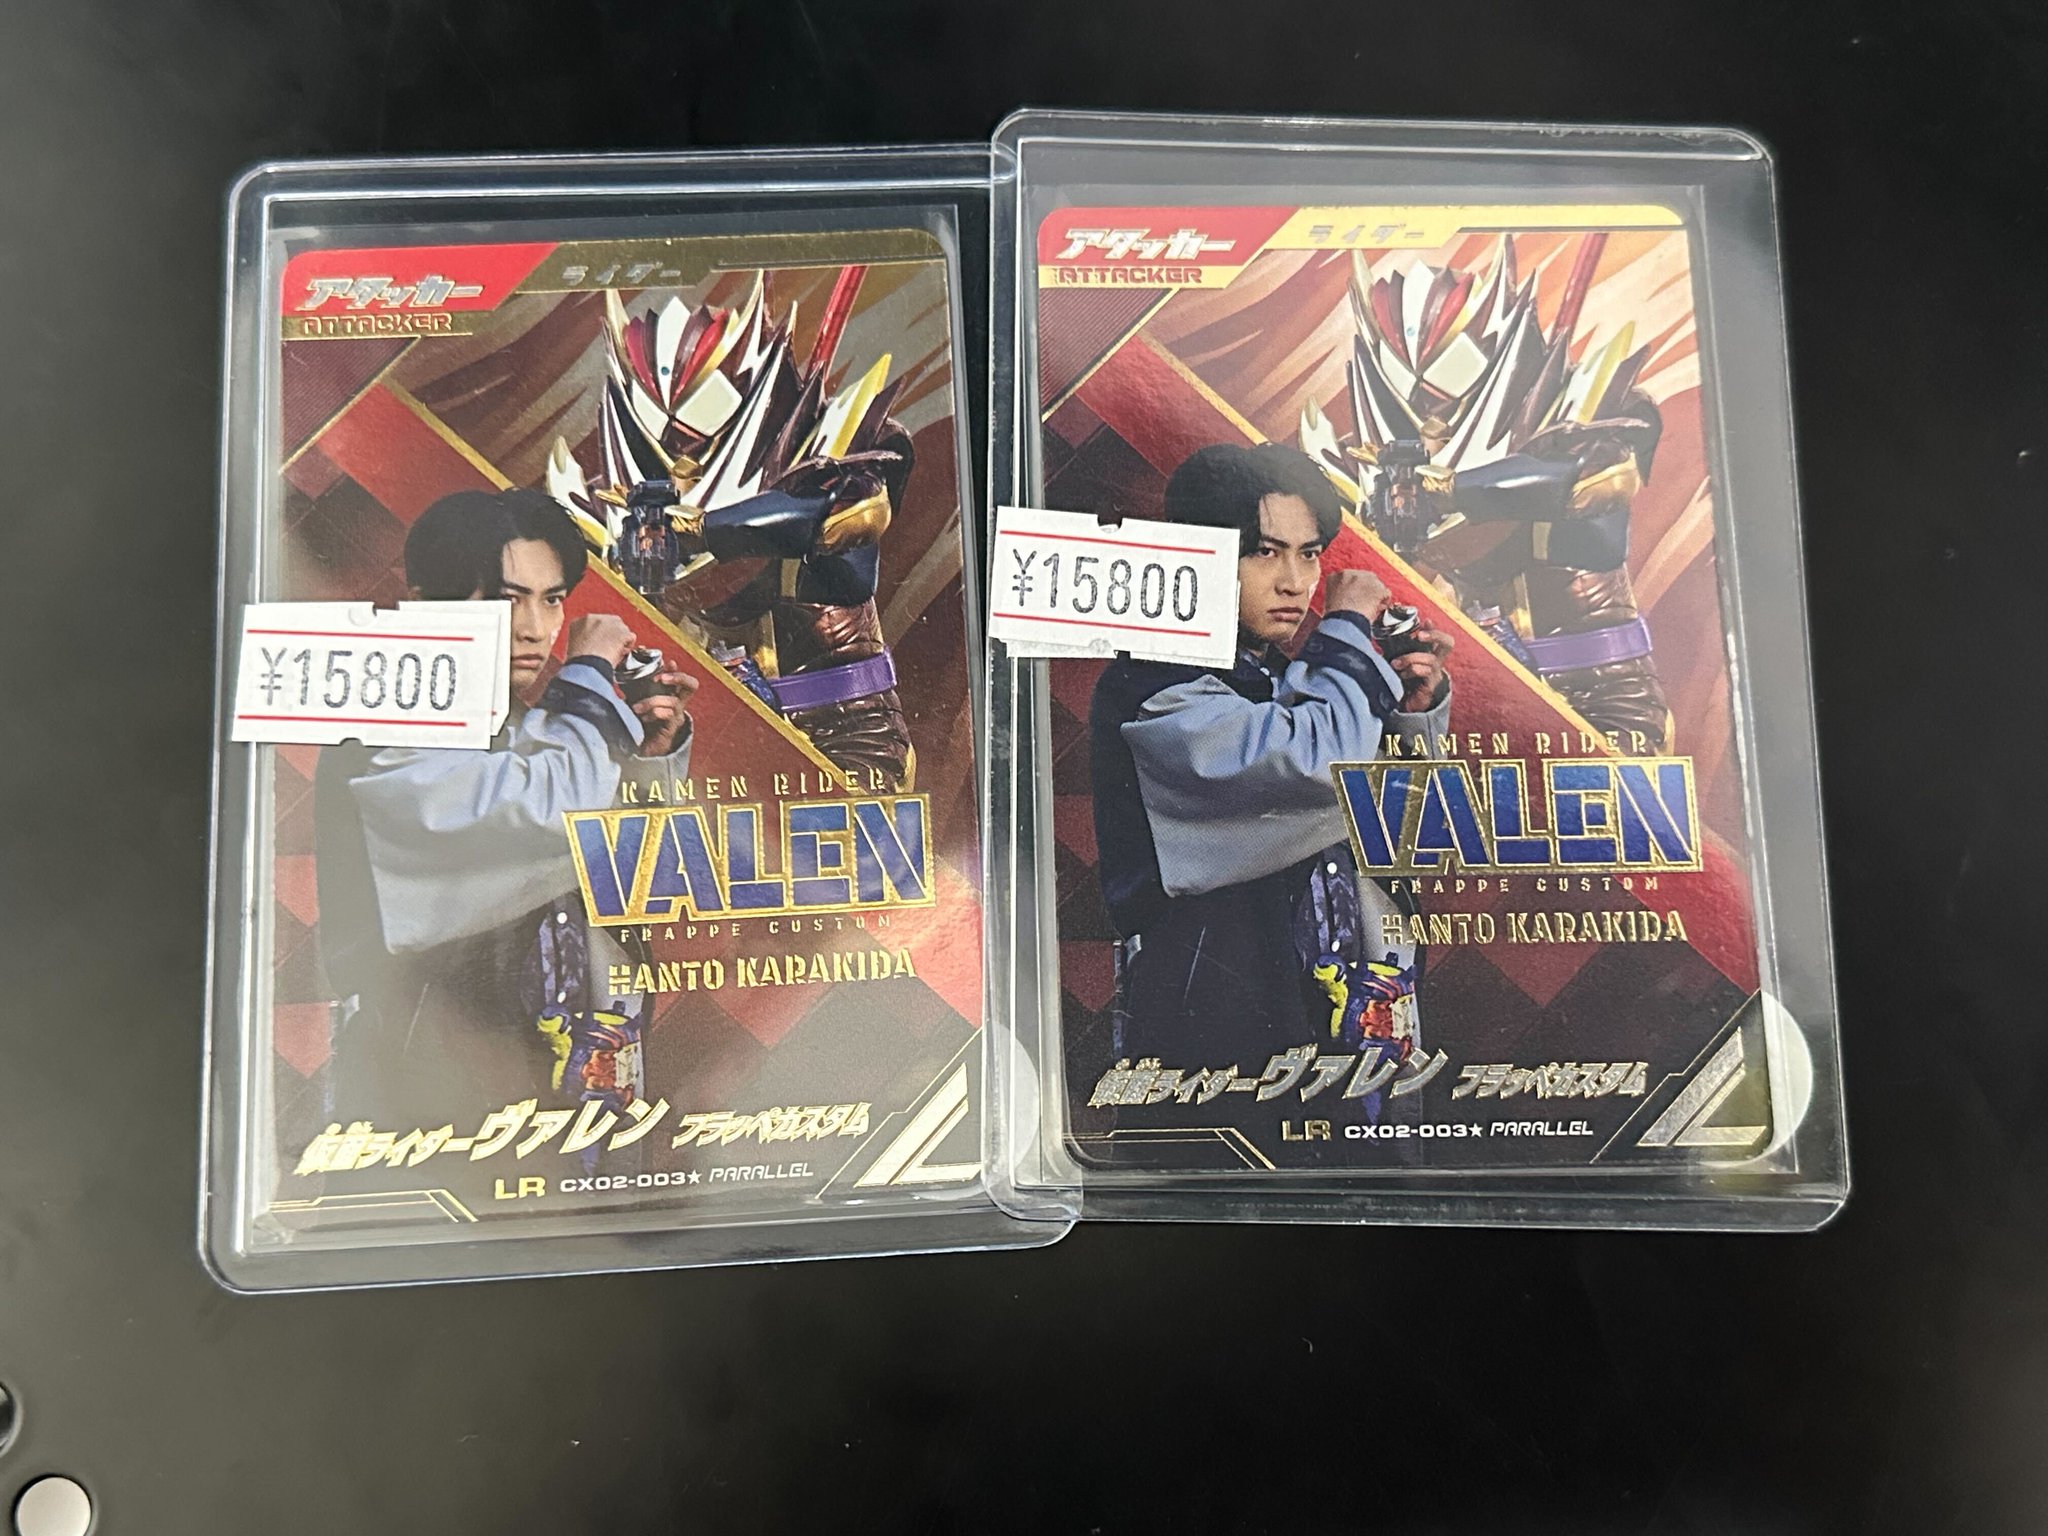 アタッカー
ATTACKER
ライダー
¥15800
KAMEN RIDER
VALEN
FRAPPE CUSTOM
HANTO KARAKIDA
仮面ライダーヴァレン フラッペカスタム
LR CX02-003★ PARALLEL
アタッカー
ATTACKER
ライダー
¥15800
KAMEN RIDER
VALEN
FRAPPE CUSTOM
HANTO KARAKIDA
仮面ライダーヴァレン フラッペカスタム
LR CX02-003★ PARALLEL